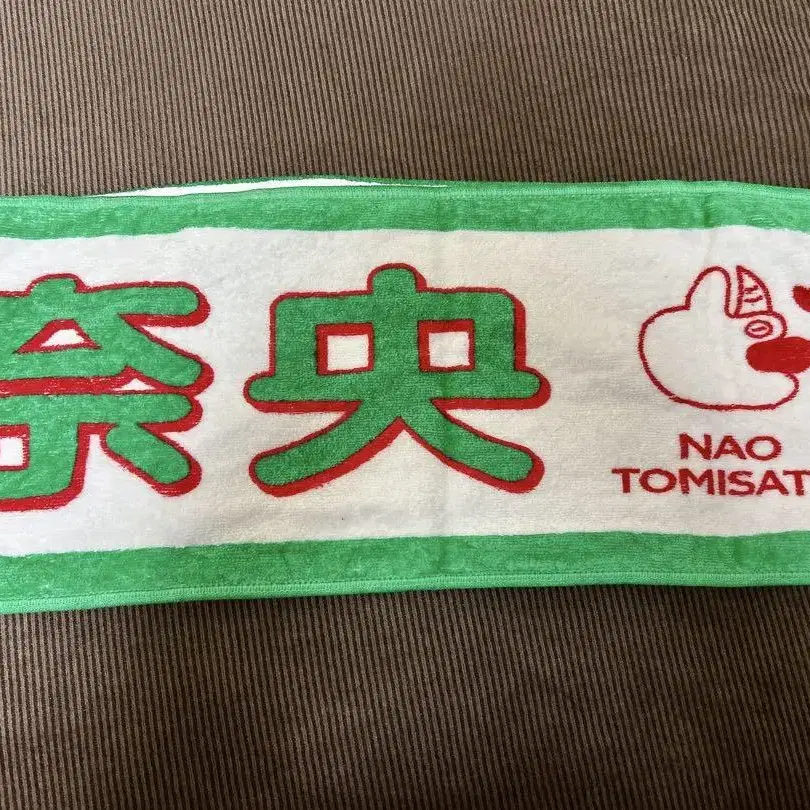 奈央
NAO
TOMISAT